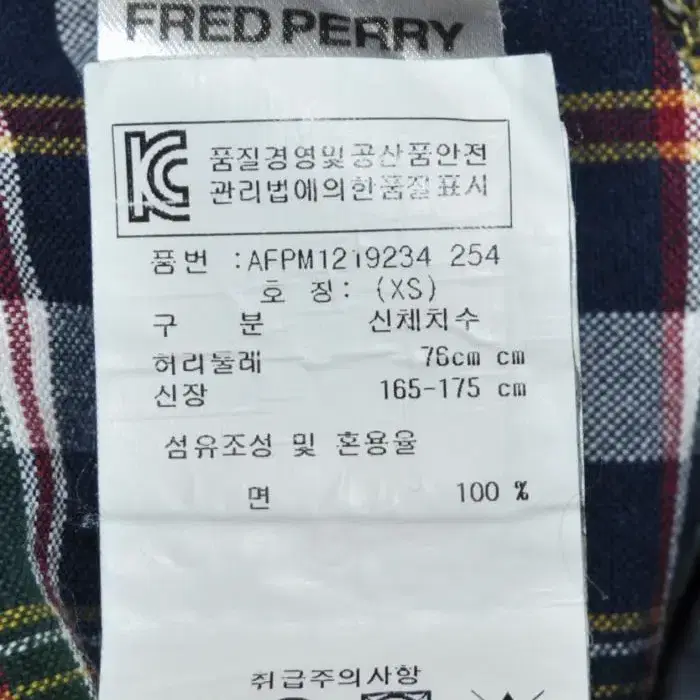 FRED PERRY
KC 품질경영및공산품안전
관리법에의한품질표시
품번 :AFPM1219234 254
호 징: (XS)
구 분 신체치수
허리둘레 76cm cm
신장 165-175 cm
섬유조성 및 혼용율
면 100 %
취급주의사항